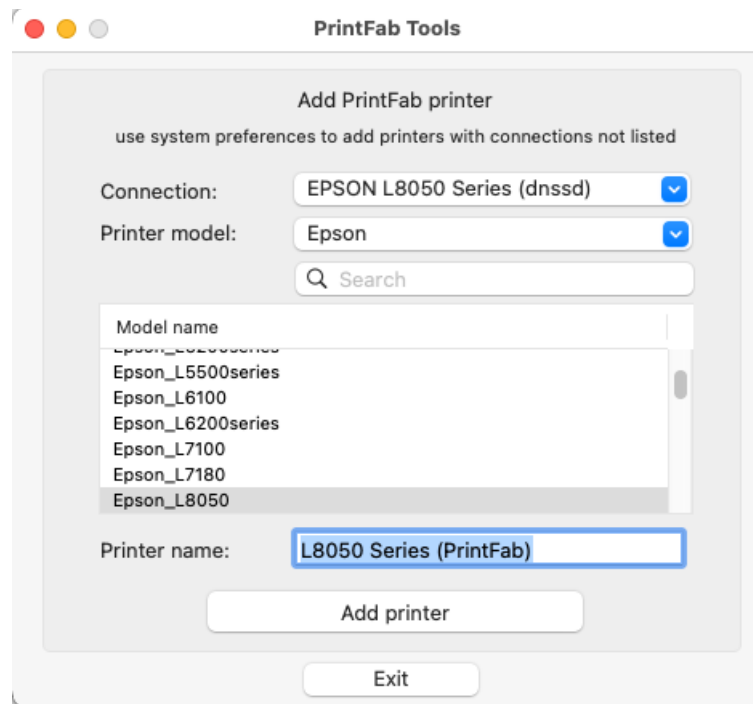 PrintFab Tools
Add PrintFab printer
use system preferences to add printers with connections not listed
Connection: EPSON L8050 Series (dnssd)
Printer model: Epson
Search
Model name
Epson_L5500series
Epson_L6100
Epson_L6200series
Epson_L7100
Epson_L7180
Epson_L8050
Printer name: L8050 Series (PrintFab)
Add printer
Exit